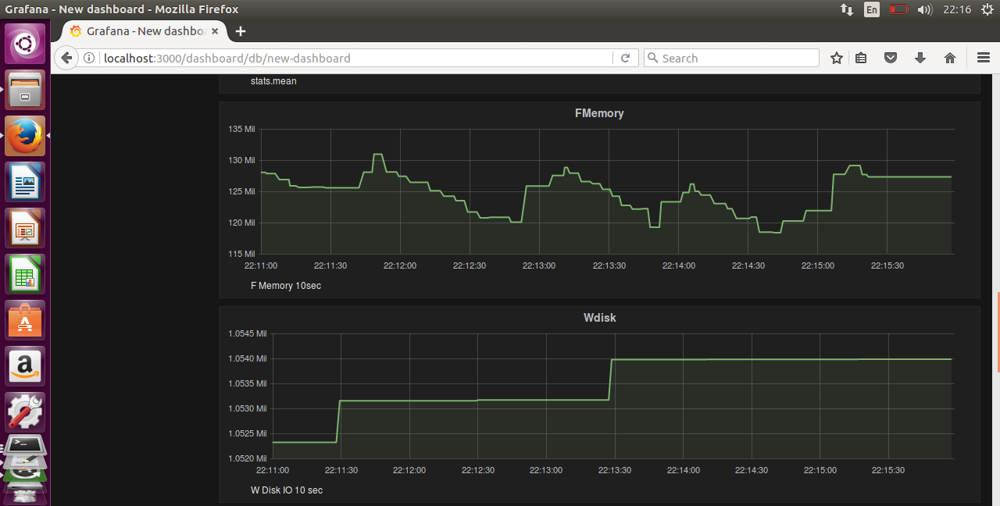 Grafana - New dashboard - Mozilla Firefox
En
22:16
Grafana - New dashbo
localhost:3000/dashboard/db/new-dashboard
Search
stats.mean
FMemory
135 Mil
130 Mil
125 Mil
120 Mil
115 Mil
22:11:00 22:11:30 22:12:00 22:12:30 22:13:00 22:13:30 22:14:00 22:14:30 22:15:00 22:15:30
F Memory 10sec
Wdisk
1.0545 Mil
1.0540 Mil
1.0535 Mil
1.0530 Mil
1.0525 Mil
1.0520 Mil
22:11:00 22:11:30 22:12:00 22:12:30 22:13:00 22:13:30 22:14:00 22:14:30 22:15:00 22:15:30
W Disk IO 10 sec